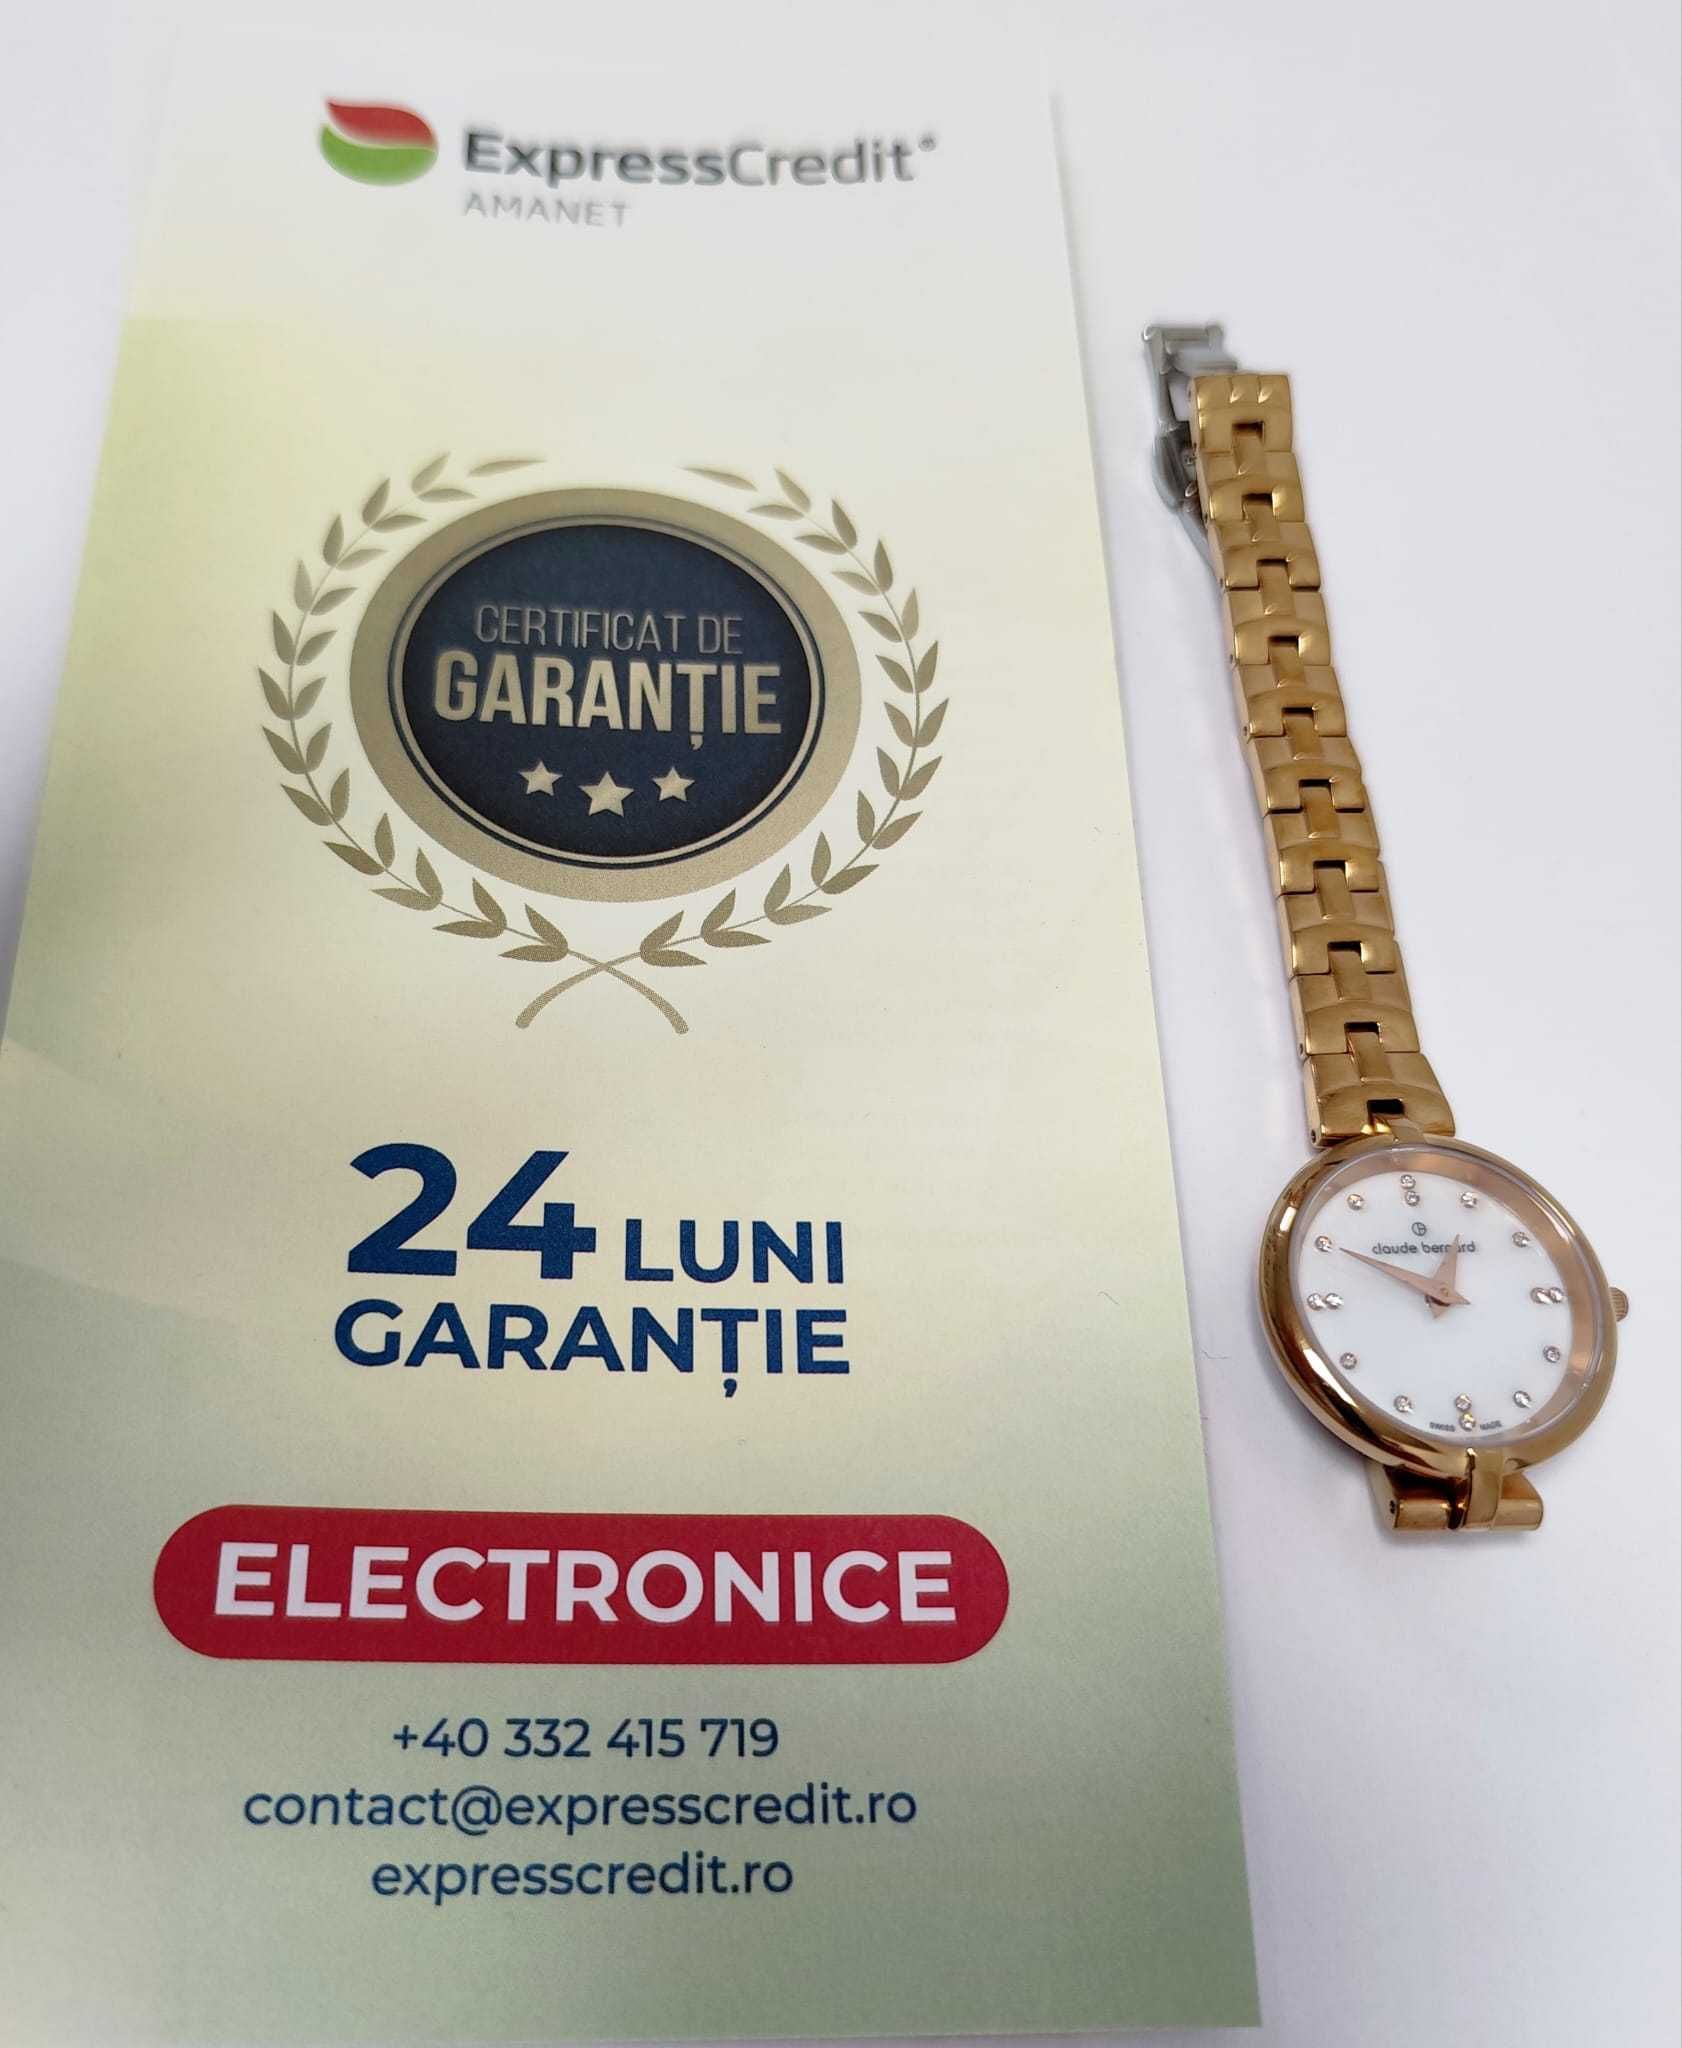 ExpressCredit®
AMANET
CERTIFICAT DE
GARANȚIE
24 LUNI
GARANȚIE
ELECTRONICE
+40 332 415 719
contact@expresscredit.ro
expresscredit.ro
claude bernard
SWISS MADE